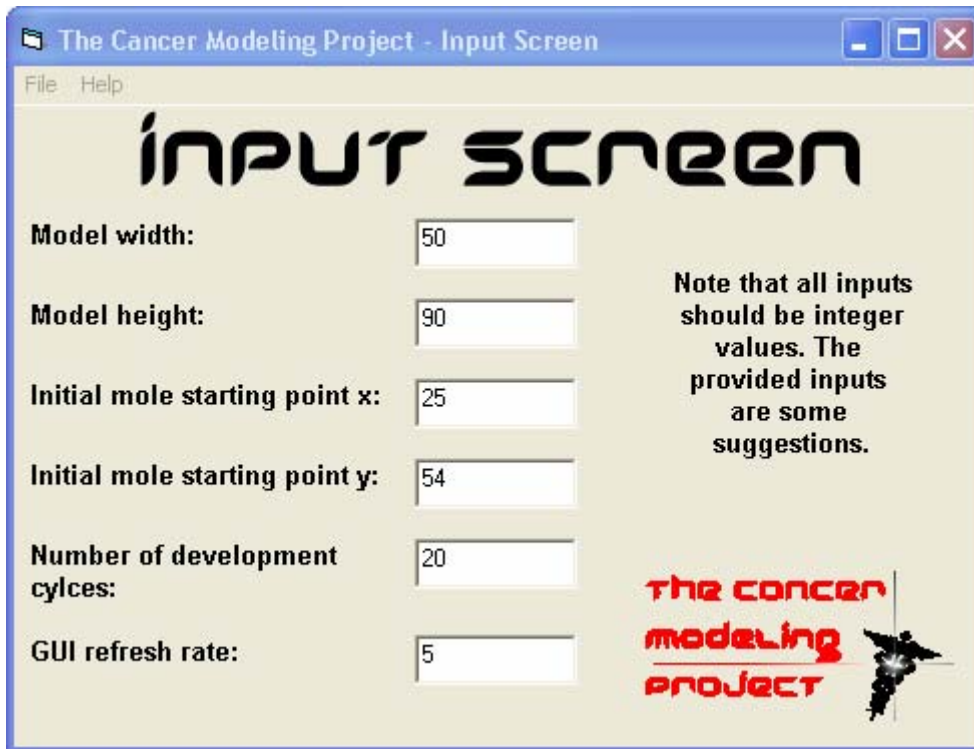 The Cancer Modeling Project - Input Screen
File Help
INPUT SCREEN
Model width:
50
Model height:
90
Initial mole starting point x:
25
Initial mole starting point y:
54
Number of development
cylces:
20
GUI refresh rate:
5
Note that all inputs
should be integer
values. The
provided inputs
are some
suggestions.
The Cancer
Modeling
Project